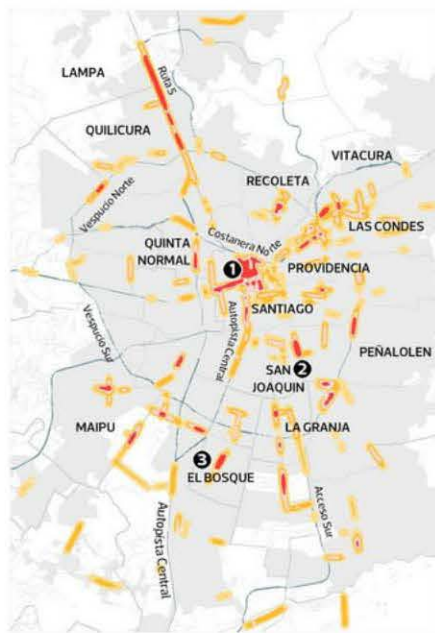 LAMPA
Ruta 5
QUILICURA
VITACURA
RECOLETA
Vespucio Norte
LAS CONDES
Costanera Norte
QUINTA
NORMAL
1
PROVIDENCIA
SANTIAGO
Vespucio Sur
Autopista Central
PEÑALOLEN
SAN 2
JOAQUIN
MAIPU
LA GRANJA
3
EL BOSQUE
Acceso Sur
Autopista Central